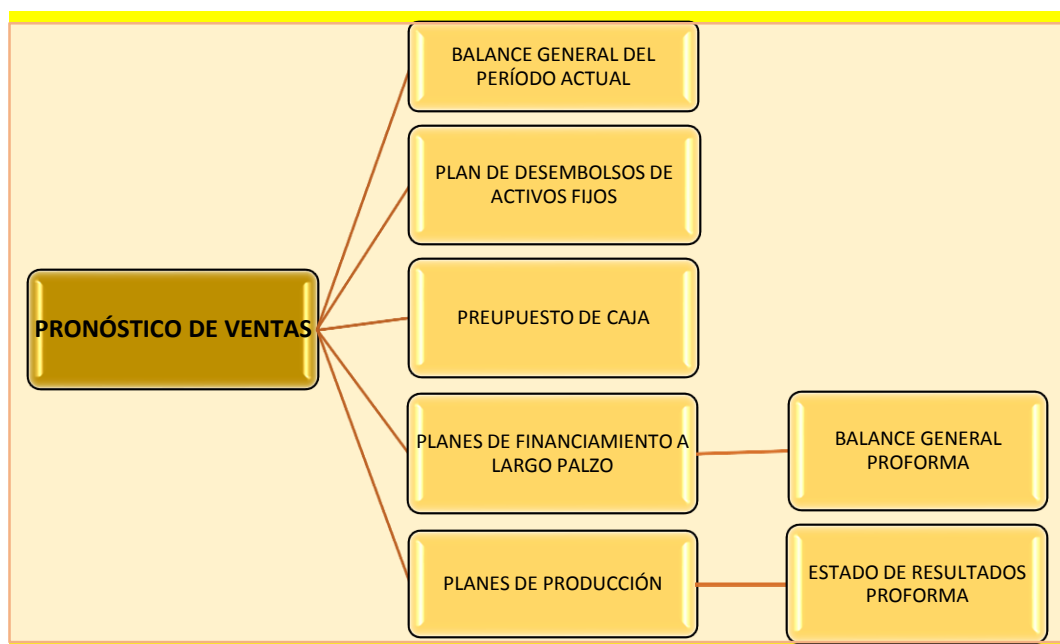 BALANCE GENERAL DEL
PERÍODO ACTUAL
PLAN DE DESEMBOLSOS DE
ACTIVOS FIJOS
PRONÓSTICO DE VENTAS
PREUPUESTO DE CAJA
PLANES DE FINANCIAMIENTO A
LARGO PALZO
BALANCE GENERAL
PROFORMA
PLANES DE PRODUCCIÓN
ESTADO DE RESULTADOS
PROFORMA